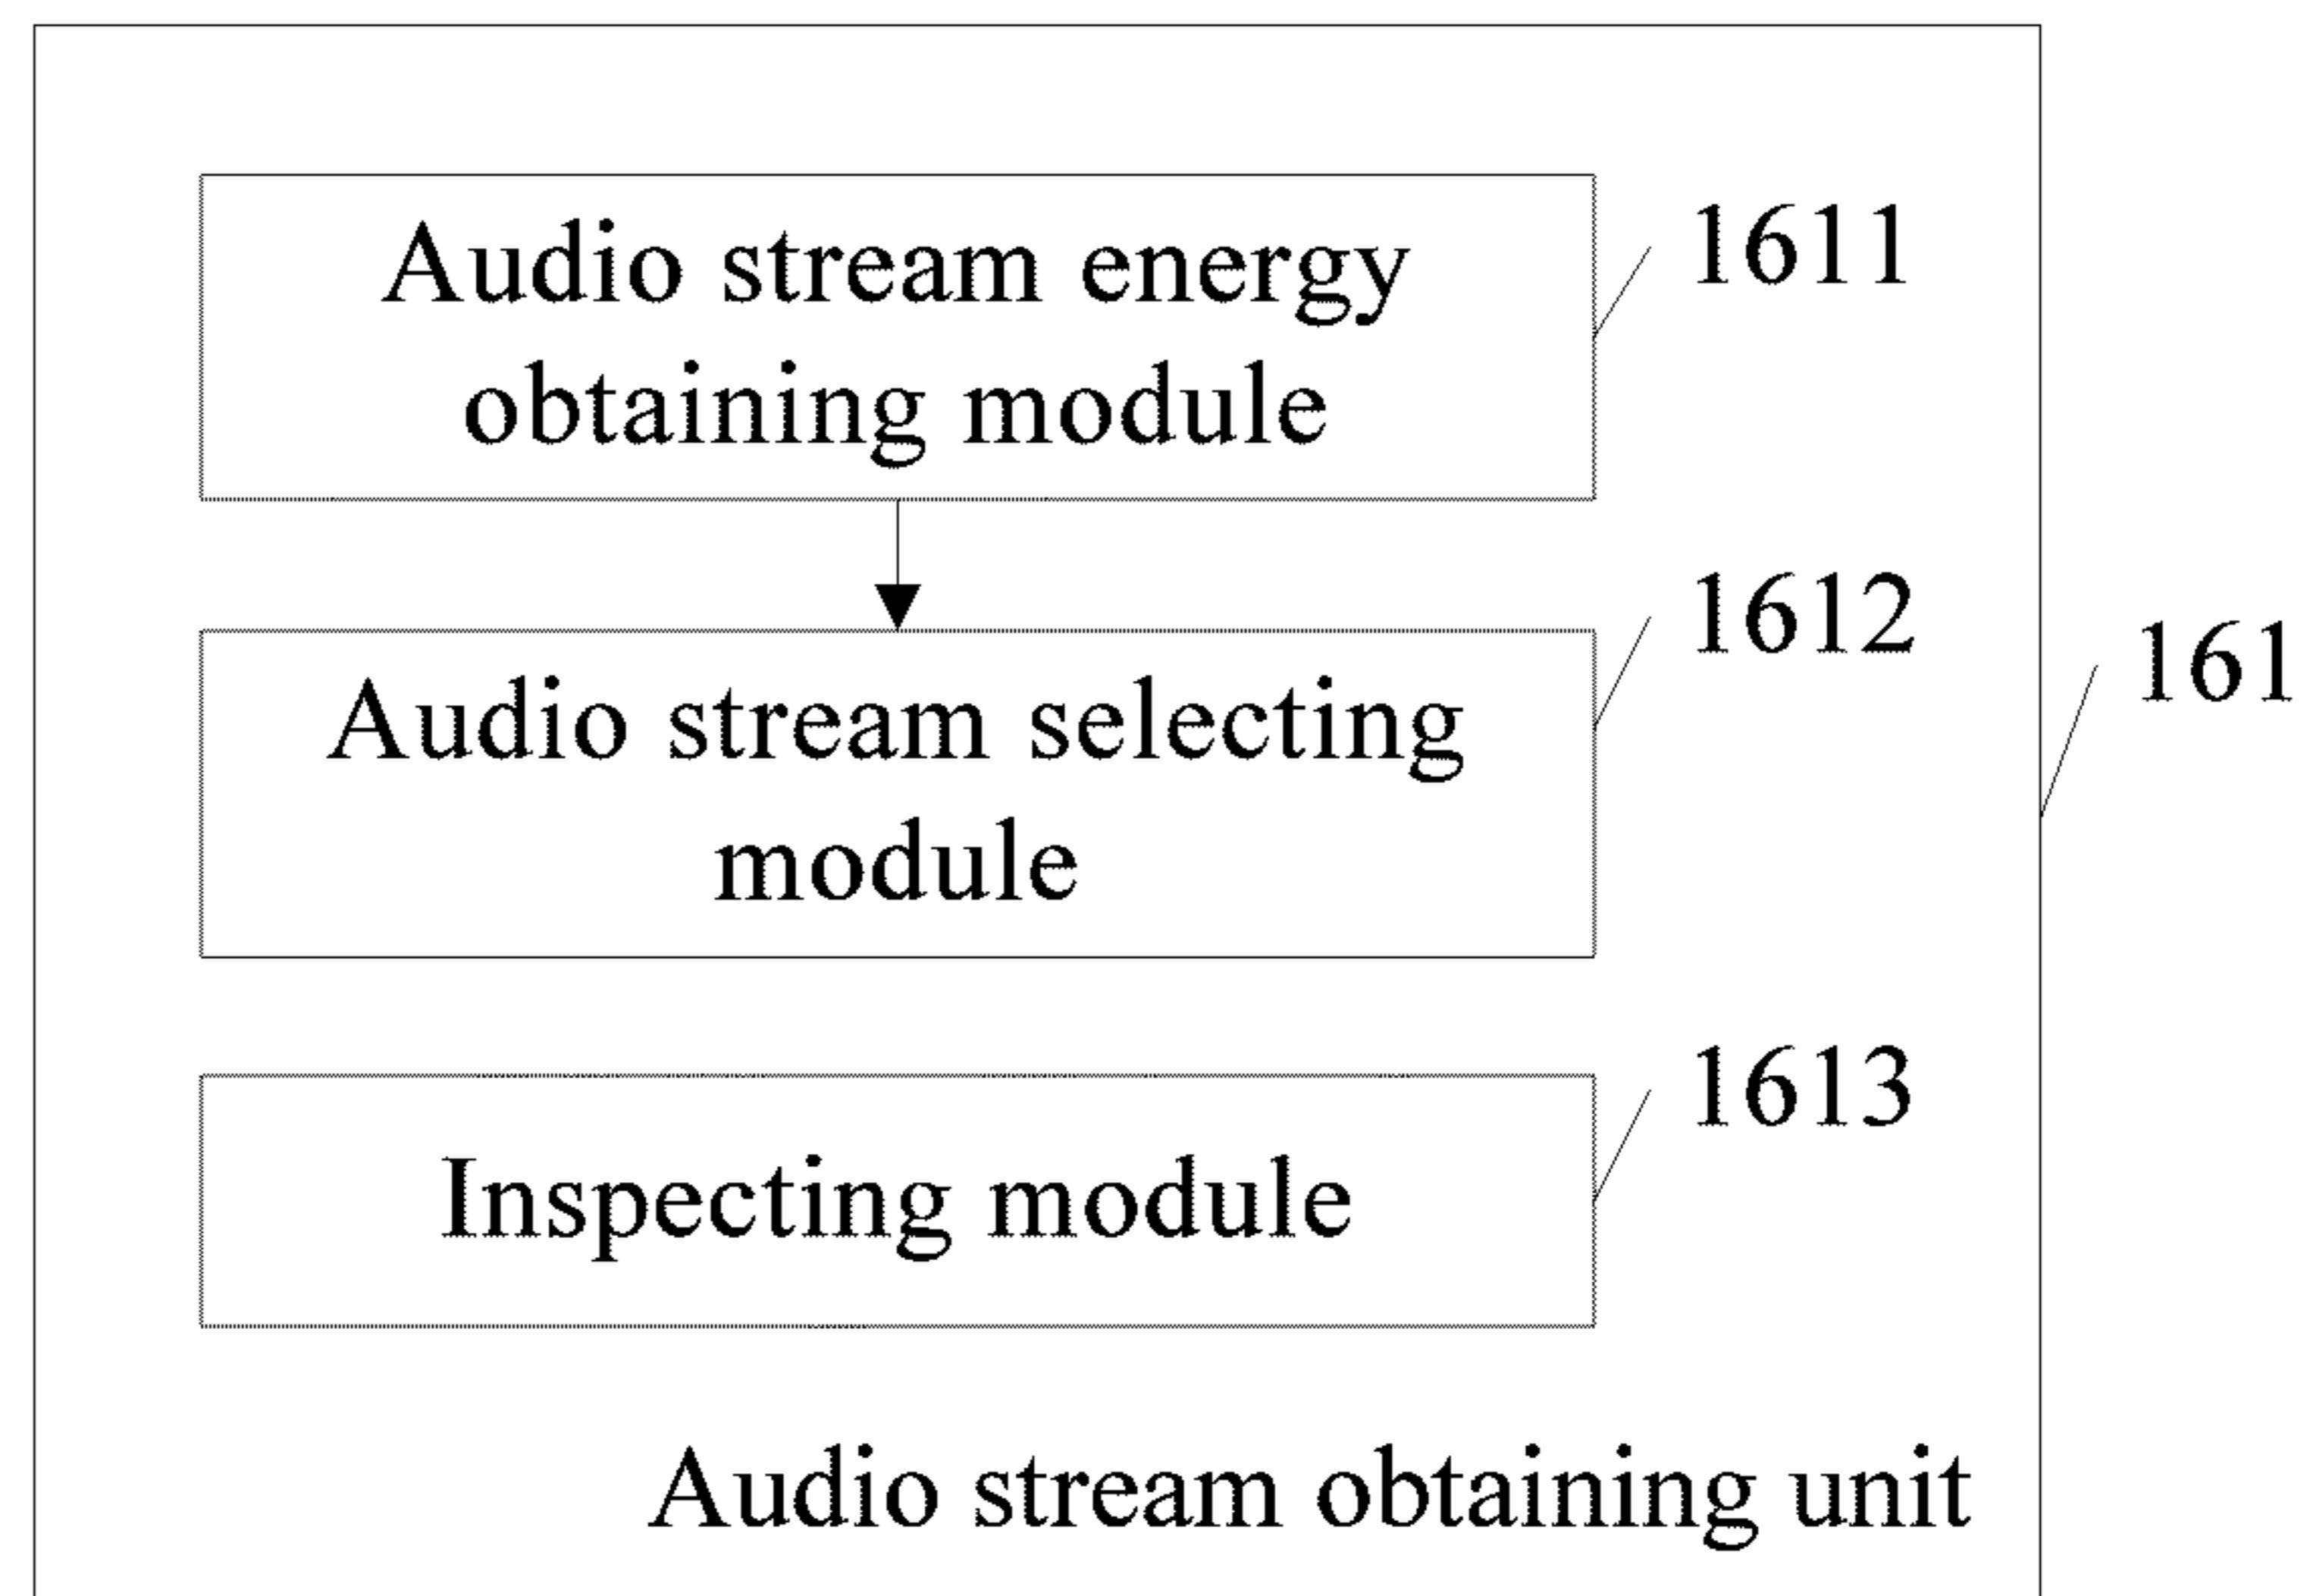 Audio stream energy
obtaining module
1611
Audio stream selecting
module
1612
161
Inspecting module
1613
Audio stream obtaining unit